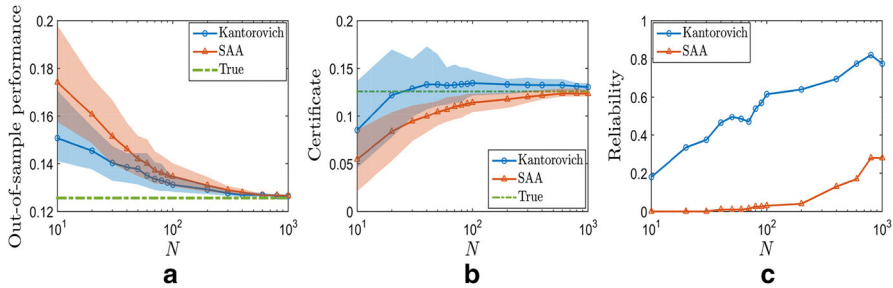 Out-of-sample performance
0.2
0.18
0.16
0.14
0.12
10^1
10^2
10^3
N
Kantorovich
SAA
True
a
Certificate
0.2
0.15
0.1
0.05
0
10^1
10^2
10^3
N
Kantorovich
SAA
True
b
Reliability
1
0.8
0.6
0.4
0.2
0
10^1
10^2
10^3
N
Kantorovich
SAA
c